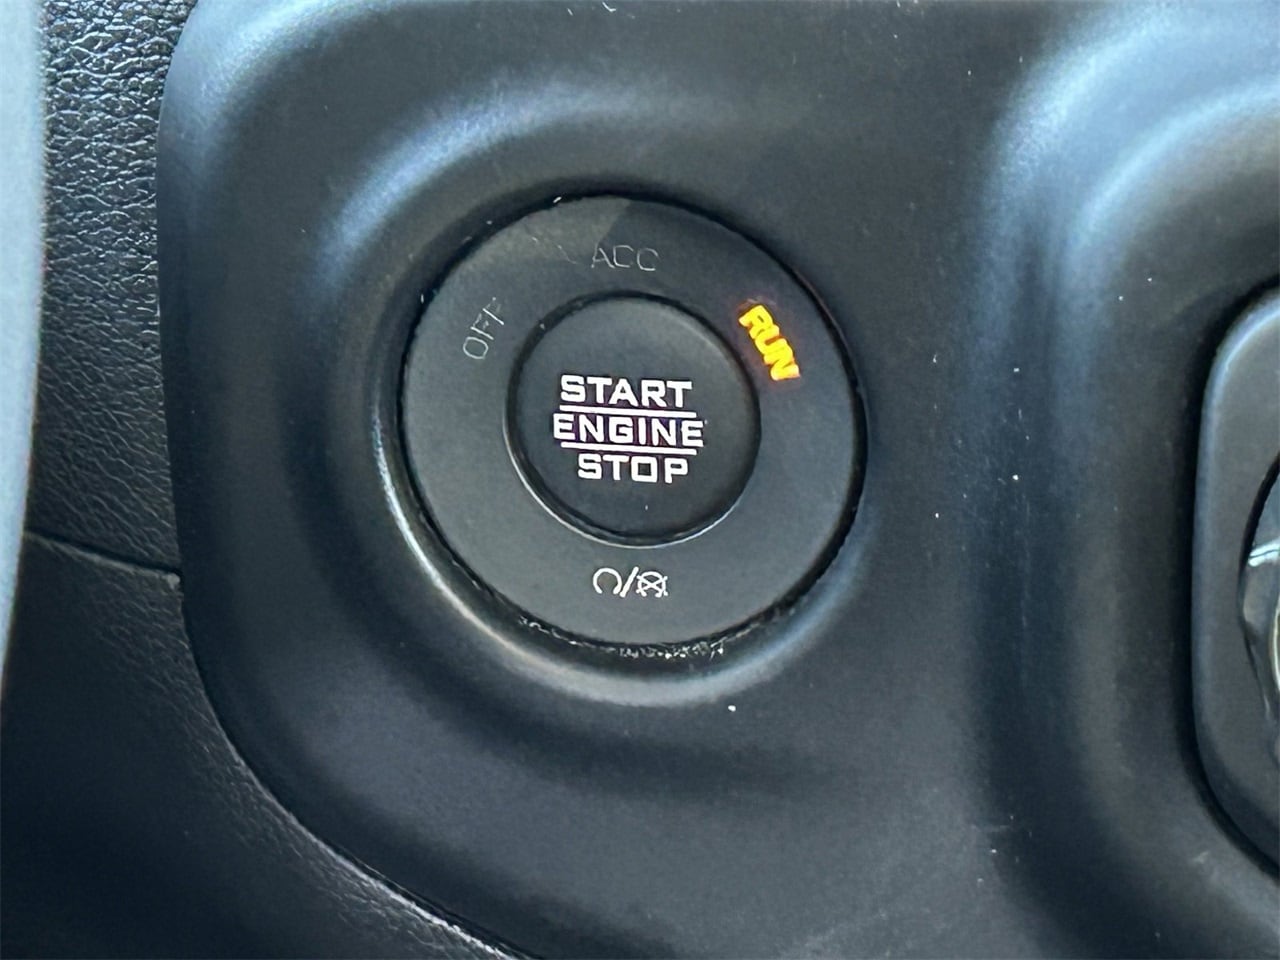 ACC
OFF
RUN
START
ENGINE
STOP